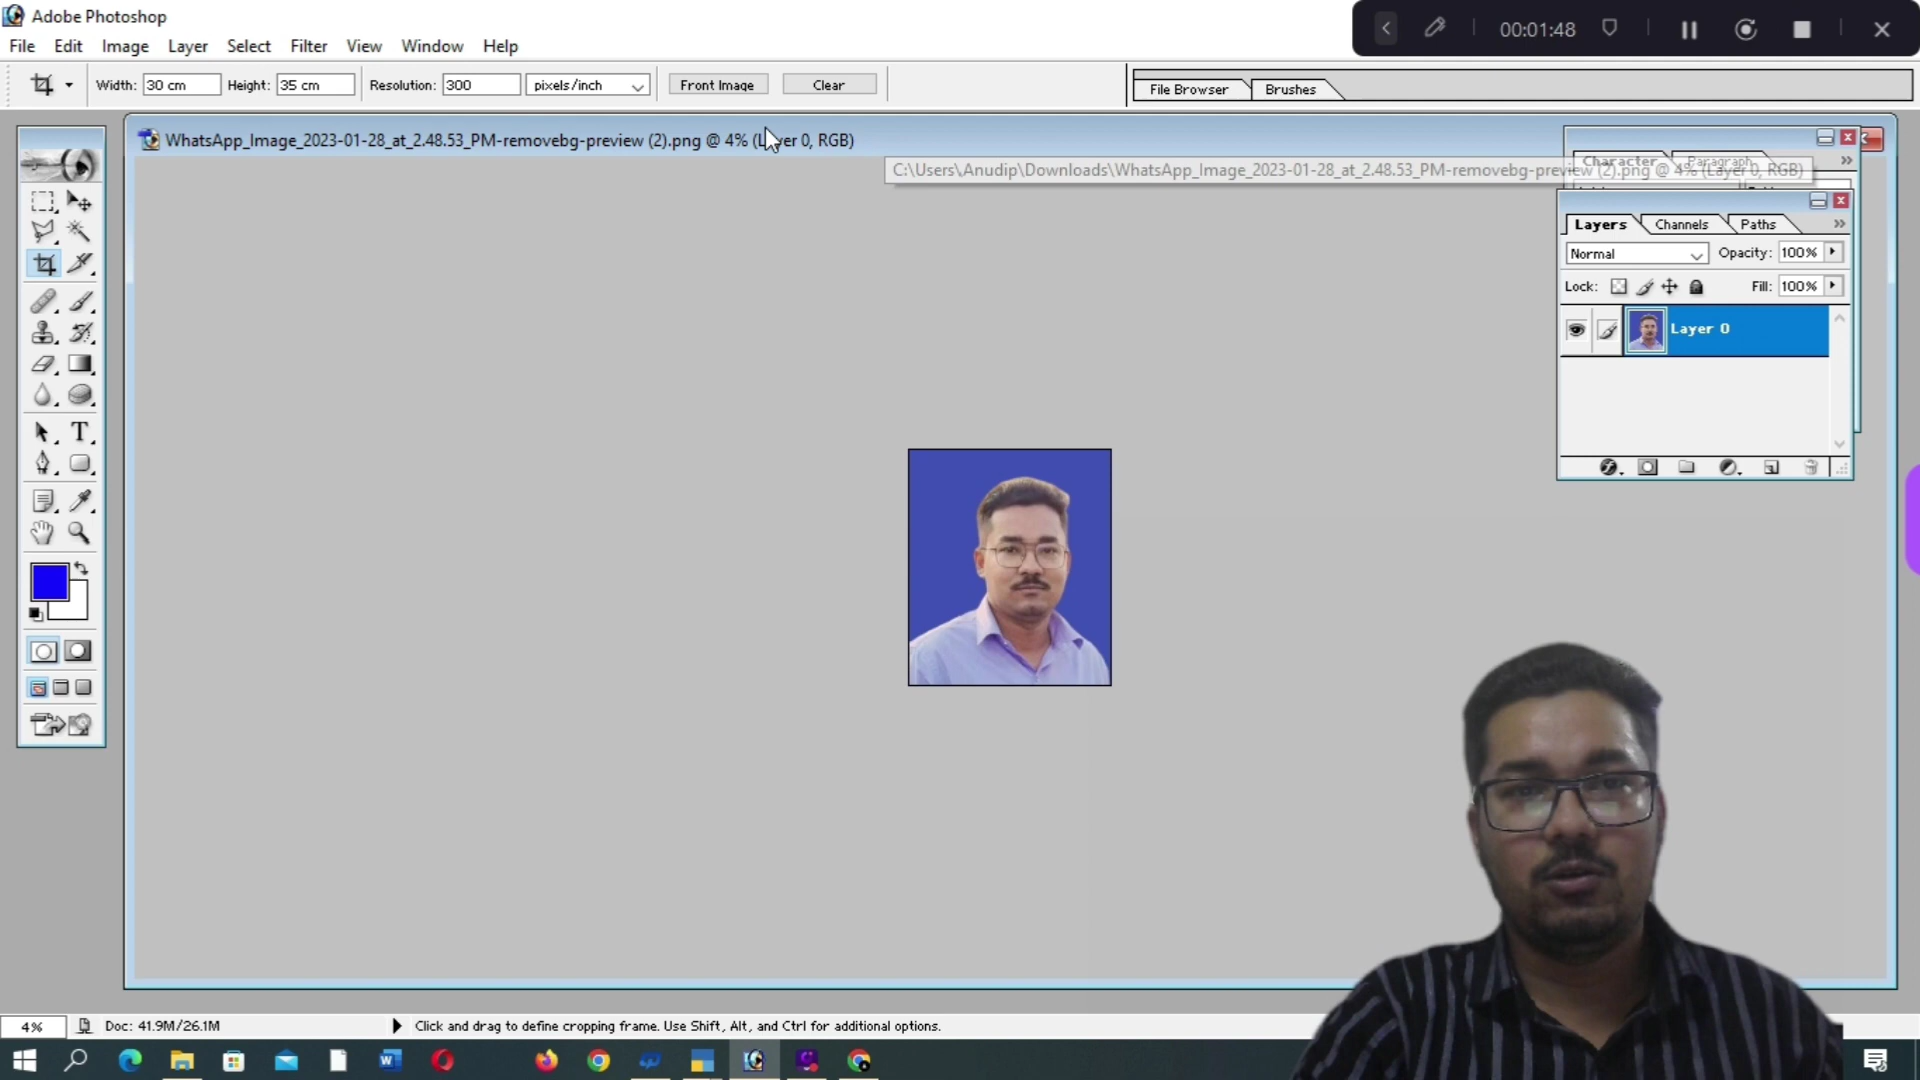 Adobe Photoshop
00:01:48
File Edit Image Layer Select Filter View Window Help
Width: 30 cm Height: 35 cm Resolution: 300 pixels/inch Front Image Clear
File Browser Brushes
WhatsApp_Image_2023-01-28_at_2.48.53_PM-removebg-preview (2).png @ 4% (Layer 0, RGB)
Character Paragraph
C:\Users\Anudip\Downloads\WhatsApp_Image_2023-01-28_at_2.48.53_PM-removebg-preview (2).png @ 4% (Layer 0, RGB)
Layers Channels Paths
Normal Opacity: 100%
Lock: Fill: 100%
Layer 0
T
4% Doc: 41.9M/26.1M Click and drag to define cropping frame. Use Shift, Alt, and Ctrl for additional options.